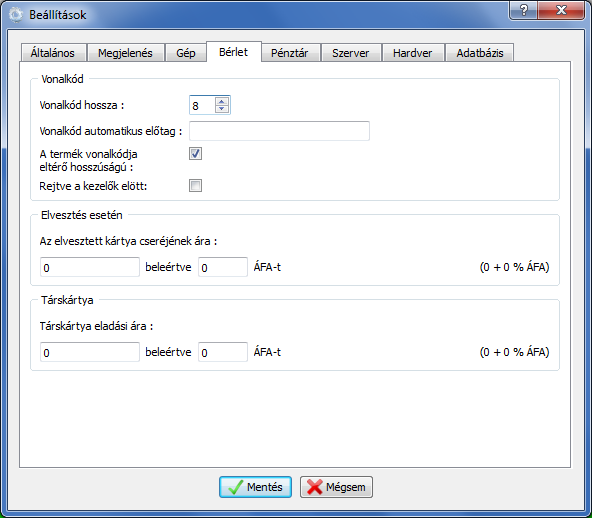 Beállítások
Általános Megjelenés Gép Bérlet Pénztár Szerver Hardver Adatbázis
Vonalkód
Vonalkód hossza : 8
Vonalkód automatikus előtag :
A termék vonalkódja
eltérő hosszúságú :
Rejtve a kezelők elött:
Elvesztés esetén
Az elvesztett kártya cseréjének ára :
0 beleértve 0 ÁFA-t (0 + 0 % ÁFA)
Társkártya
Társkártya eladási ára :
0 beleértve 0 ÁFA-t (0 + 0 % ÁFA)
Mentés Mégsem